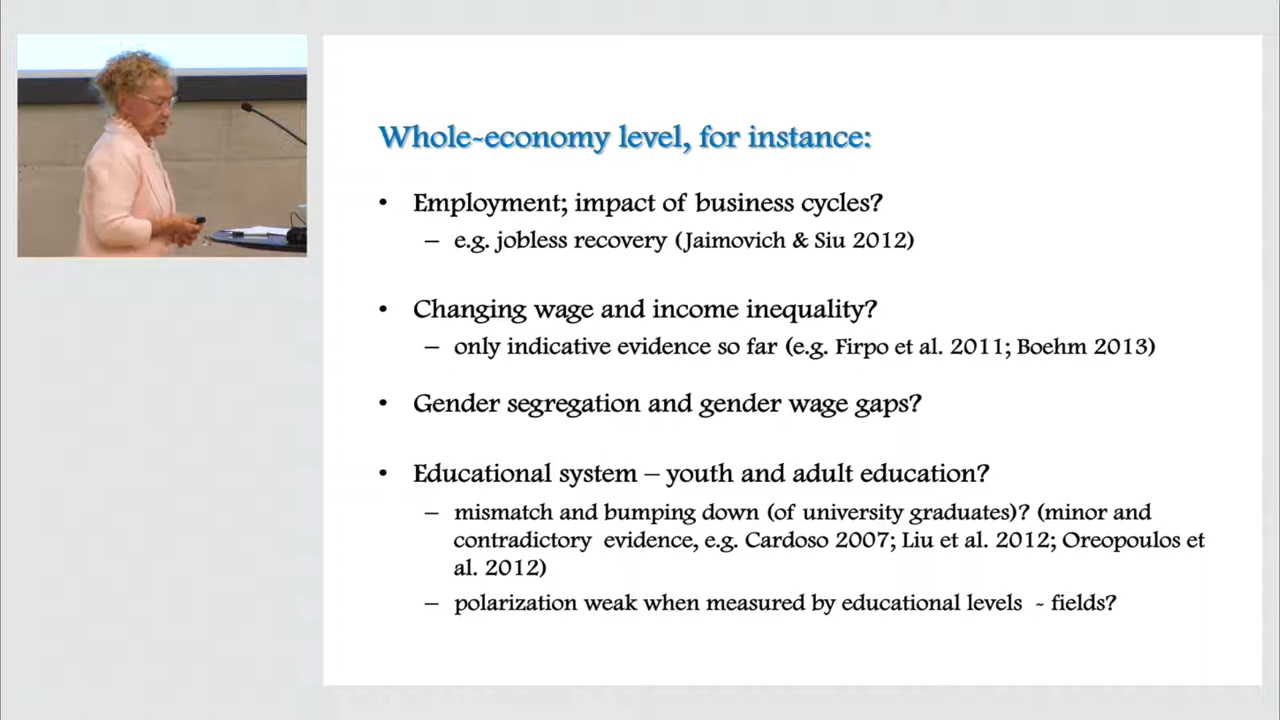 Whole-economy level, for instance:
• Employment; impact of business cycles?
– e.g. jobless recovery (Jaimovich & Siu 2012)
• Changing wage and income inequality?
– only indicative evidence so far (e.g. Firpo et al. 2011; Boehm 2013)
• Gender segregation and gender wage gaps?
• Educational system – youth and adult education?
– mismatch and bumping down (of university graduates)? (minor and
contradictory evidence, e.g. Cardoso 2007; Liu et al. 2012; Oreopoulos et
al. 2012)
– polarization weak when measured by educational levels - fields?